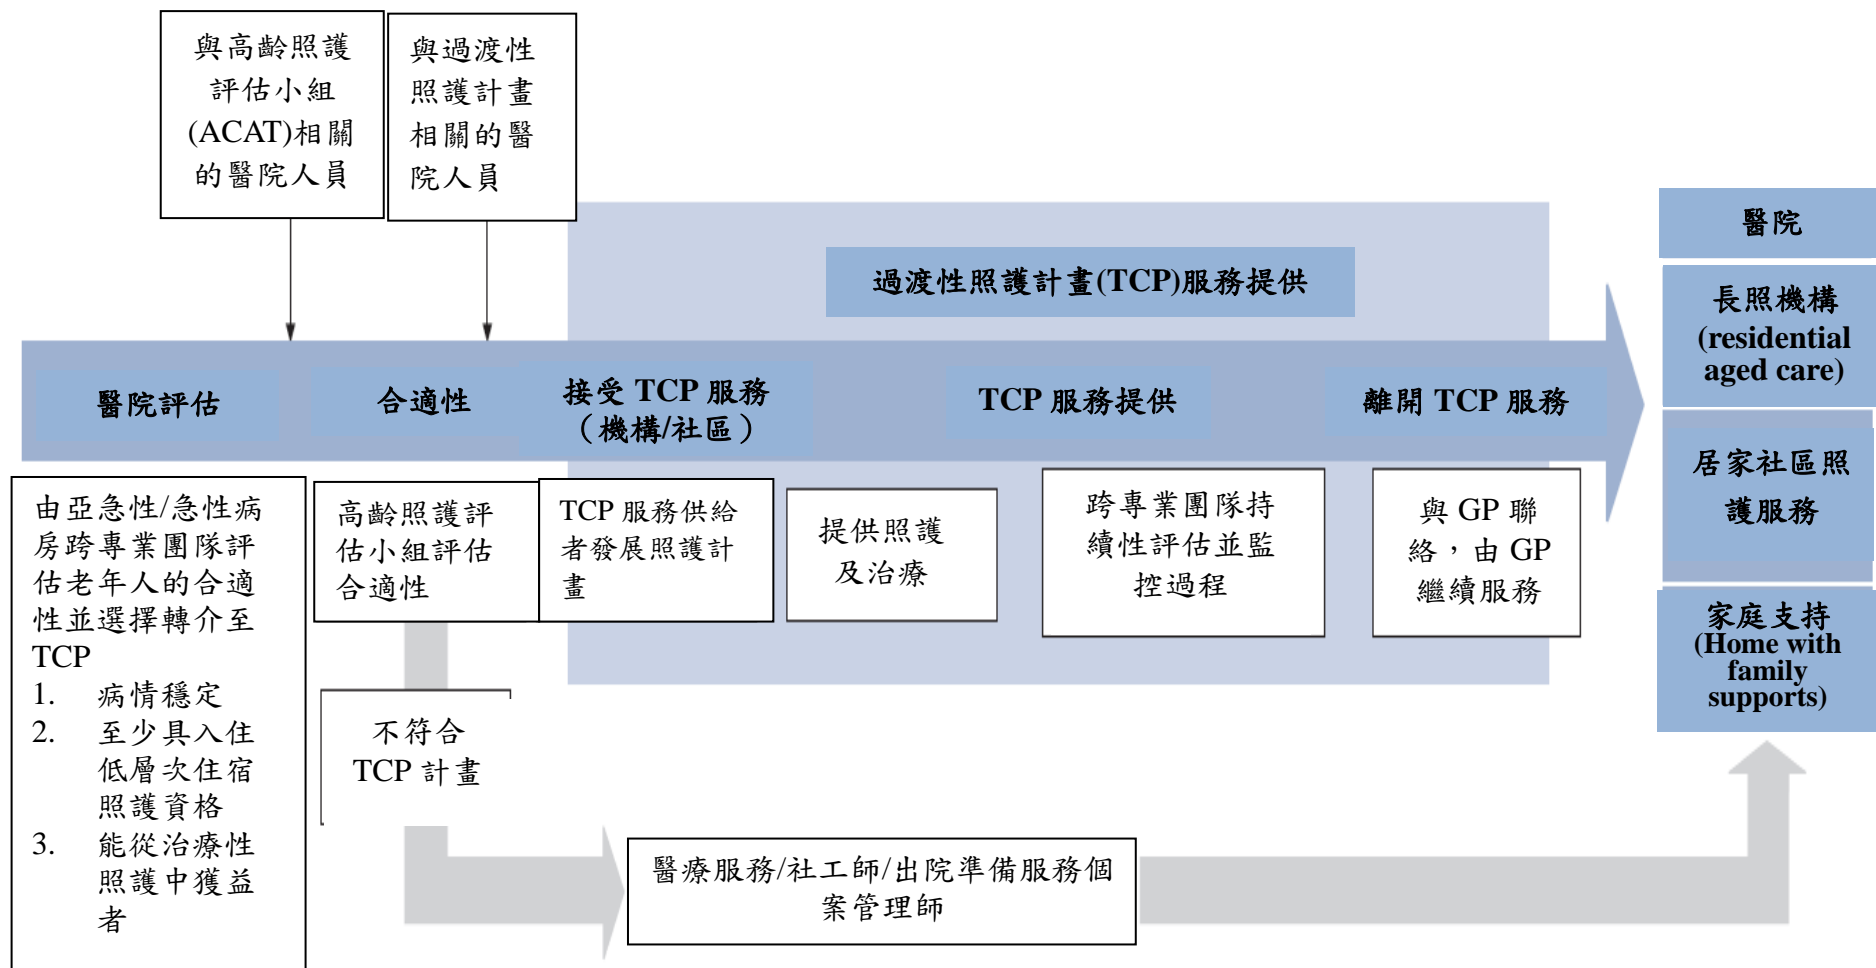 與高齡照護
評估小組
(ACAT)相關
的醫院人員
與過渡性
照護計畫
相關的醫
院人員
過渡性照護計畫(TCP)服務提供
醫院評估
合適性
接受 TCP 服務
（機構/社區）
TCP 服務提供
離開 TCP 服務
醫院
長照機構
(residential
aged care)
居家社區照
護服務
家庭支持
(Home with
family
supports)
由亞急性/急性病
房跨專業團隊評
估老年人的合適
性並選擇轉介至
TCP
1. 病情穩定
2. 至少具入住
低層次住宿
照護資格
3. 能從治療性
照護中獲益
者
高齡照護評
估小組評估
合適性
TCP 服務供給
者發展照護計
畫
提供照護
及治療
跨專業團隊持
續性評估並監
控過程
與 GP 聯
絡，由 GP
繼續服務
不符合
TCP 計畫
醫療服務/社工師/出院準備服務個
案管理師